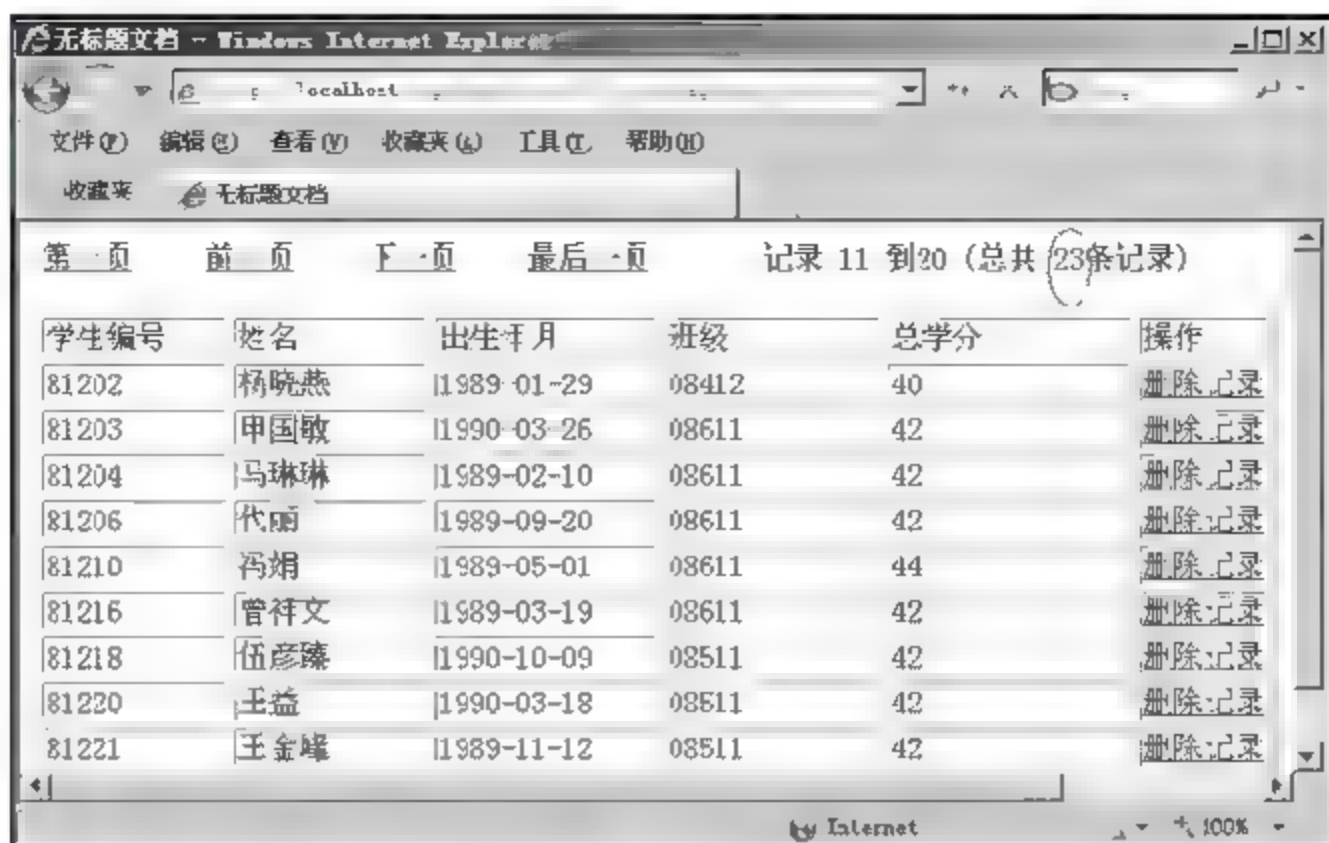 无标题文档 - Windows Internet Explorer
localhost
文件(F) 编辑(E) 查看(V) 收藏夹(A) 工具(T) 帮助(H)
收藏夹 无标题文档
第一页 前一页 下一页 最后一页 记录 11 到20 (总共 23条记录)
学生编号 姓名 出生年月 班级 总学分 操作
81202 杨晓燕 1989-01-29 08412 40 删除记录
81203 申国敏 1990-03-26 08611 42 删除记录
81204 马琳琳 1989-02-10 08611 42 删除记录
81206 代丽 1989-09-20 08611 42 删除记录
81210 冯娟 1989-05-01 08611 44 删除记录
81216 曾祥文 1989-03-19 08611 42 删除记录
81218 伍彦臻 1990-10-09 08511 42 删除记录
81220 王益 1990-03-18 08511 42 删除记录
81221 王金峰 1989-11-12 08511 42 删除记录
Internet 100%